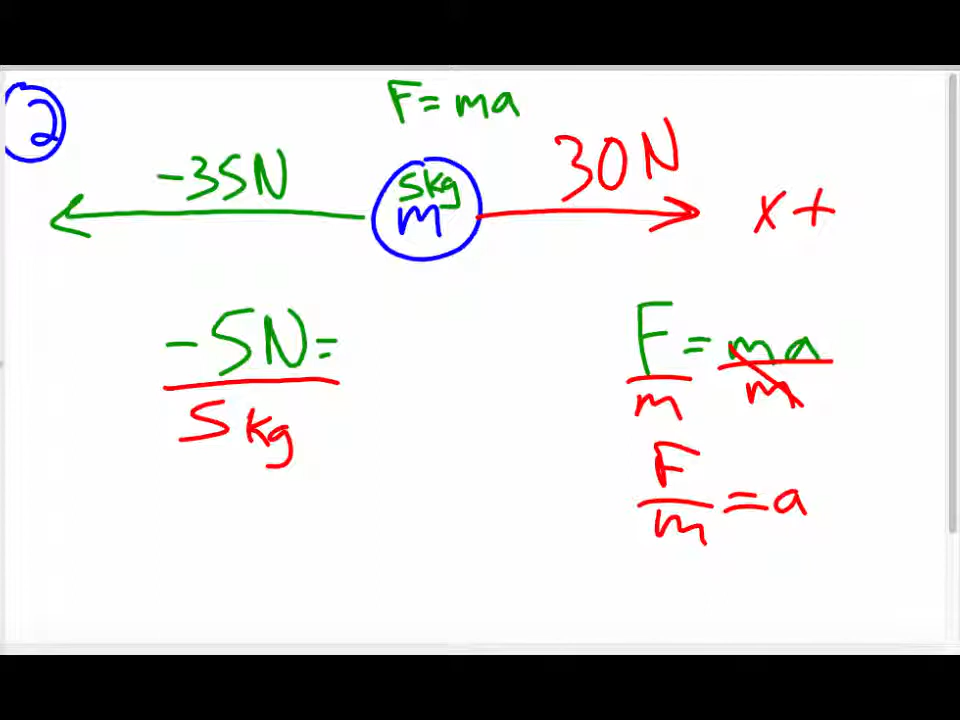 2
F = ma
-35N
5kg
m
30N
x+
-5N =
5kg
F = ma
m m
F
m = a